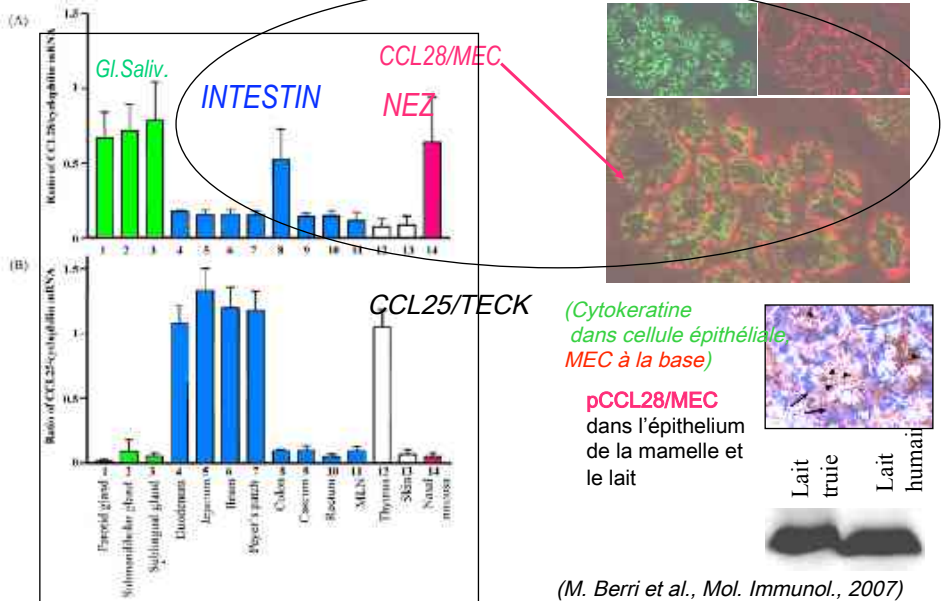 (A)
1.5
Ratio of CCL28/cyclophilin mRNA
1
0.5
0
Gl.Saliv.
INTESTIN
CCL28/MEC
NEZ
1 2 3 4 5 6 7 8 9 10 11 12 13 14
(B)
1.5
Ratio of CCL25/cyclophilin mRNA
1
0.5
0
CCL25/TECK
1 2 3 4 5 6 7 8 9 10 11 12 13 14
Parotid gland
Submandibular gland
Sublingual gland
Duodenum
Jejunum
Ileum
Peyer's patch
Colon
Caecum
Rectum
MLN
Thymus
Skin
Nasal mucosa
(Cytokeratine
dans cellule épithéliale
MEC à la base)
pCCL28/MEC
dans l'épithelium
de la mamelle et
le lait
Lait
truie
Lait
humain
(M. Berri et al., Mol. Immunol., 2007)